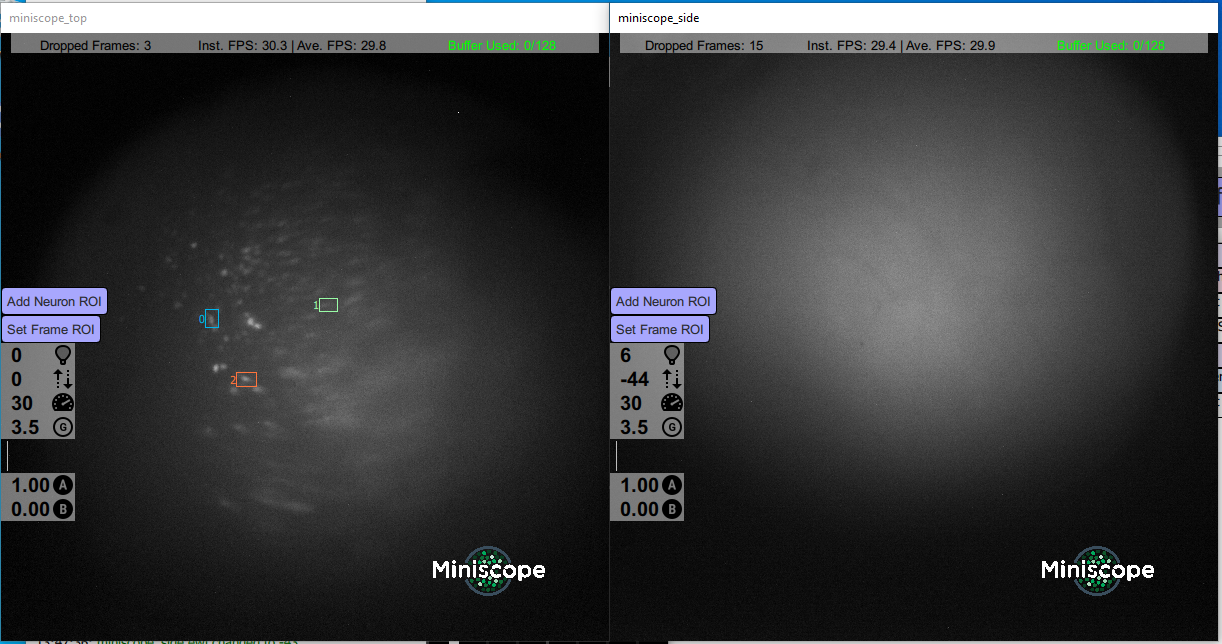 miniscope_top
Dropped Frames: 3 Inst. FPS: 30.3 | Ave. FPS: 29.8 Buffer Used: 0/128
0
1
2
Add Neuron ROI
Set Frame ROI
0
0
30
3.5 G
1.00 A
0.00 B
Miniscope
miniscope_side
Dropped Frames: 15 Inst. FPS: 29.4 | Ave. FPS: 29.9 Buffer Used: 0/128
Add Neuron ROI
Set Frame ROI
6
-44
30
3.5 G
1.00 A
0.00 B
Miniscope